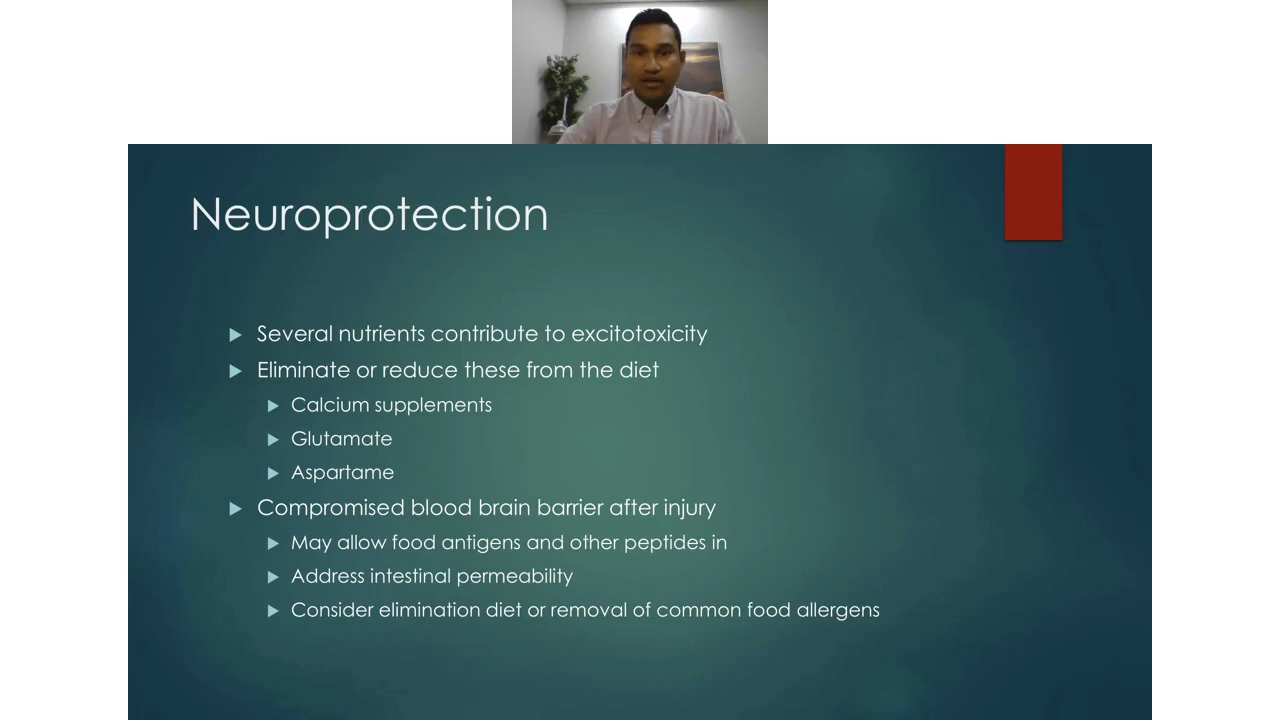 Neuroprotection
Several nutrients contribute to excitotoxicity
Eliminate or reduce these from the diet
Calcium supplements
Glutamate
Aspartame
Compromised blood brain barrier after injury
May allow food antigens and other peptides in
Address intestinal permeability
Consider elimination diet or removal of common food allergens